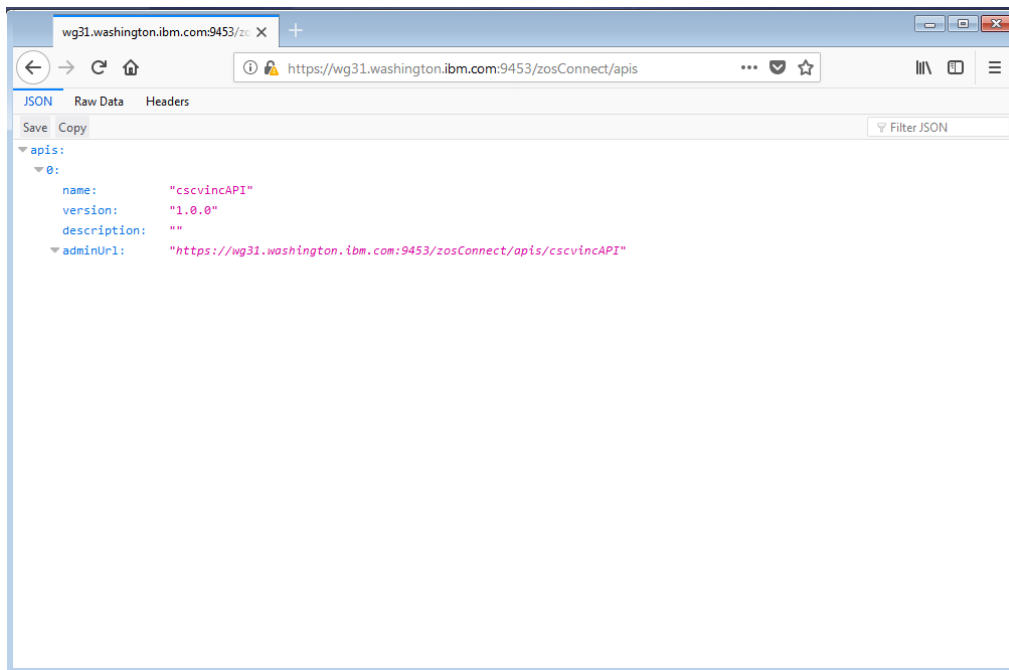 wg31.washington.ibm.com:9453/zc
https://wg31.washington.ibm.com:9453/zosConnect/apis
JSON Raw Data Headers
Save Copy Filter JSON
apis:
0:
name: "cscvincAPI"
version: "1.0.0"
description: ""
adminUrl: "https://wg31.washington.ibm.com:9453/zosConnect/apis/cscvincAPI"